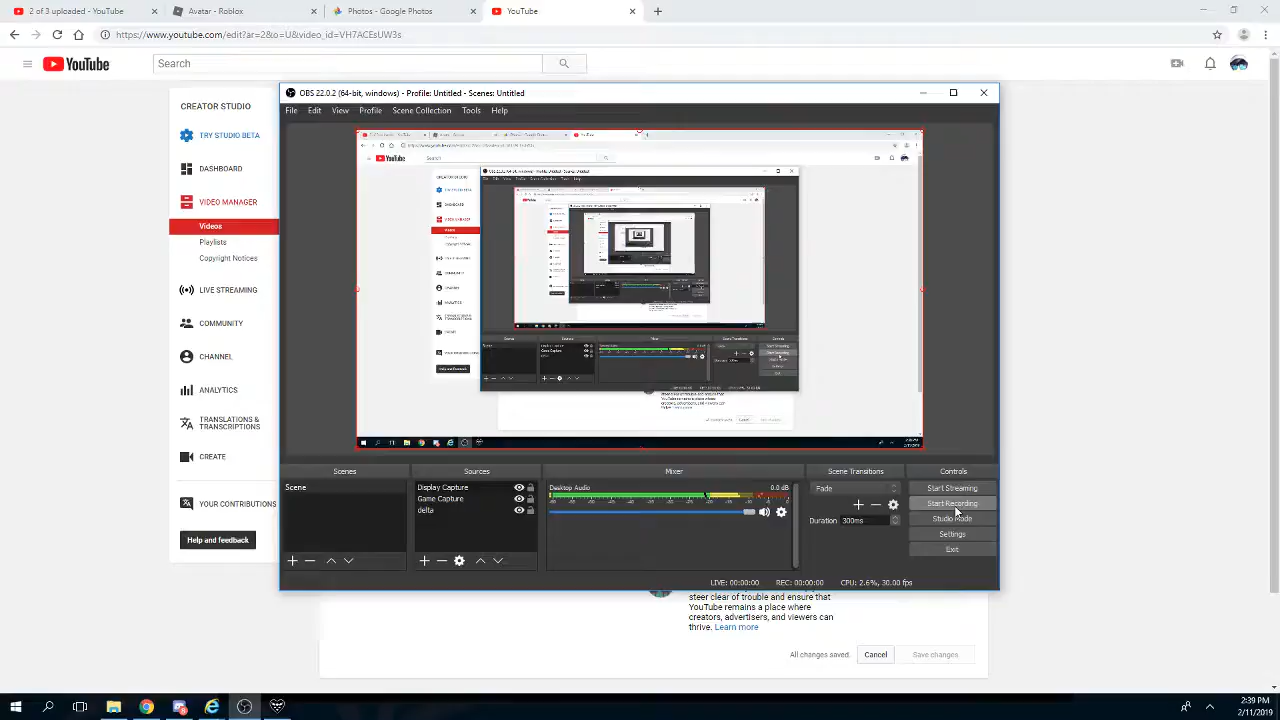 2 of 3 uploaded - YouTube
Avatar - Roblox
Photos - Google Photos
YouTube
https://www.youtube.com/edit?ar=2&o=U&video_id=VH7ACEsUW3s
YouTube
Search
CREATOR STUDIO
TRY STUDIO BETA
DASHBOARD
VIDEO MANAGER
Videos
Playlists
Copyright Notices
LIVE STREAMING
COMMUNITY
CHANNEL
ANALYTICS
TRANSLATIONS &
TRANSCRIPTIONS
CREATE
YOUR CONTRIBUTIONS
Help and feedback
OBS 22.0.2 (64-bit, windows) - Profile: Untitled - Scenes: Untitled
File Edit View Profile Scene Collection Tools Help
Scenes
Scene
Sources
Display Capture
Game Capture
delta
Mixer
Desktop Audio 0.0 dB
Scene Transitions
Fade
Duration 300ms
Controls
Start Streaming
Start Recording
Studio Mode
Settings
Exit
LIVE: 00:00:00 REC: 00:00:00 CPU: 2.6%, 30.00 fps
steer clear of trouble and ensure that
YouTube remains a place where
creators, advertisers, and viewers can
thrive. Learn more
All changes saved. Cancel Save changes
2:39 PM
2/11/2019